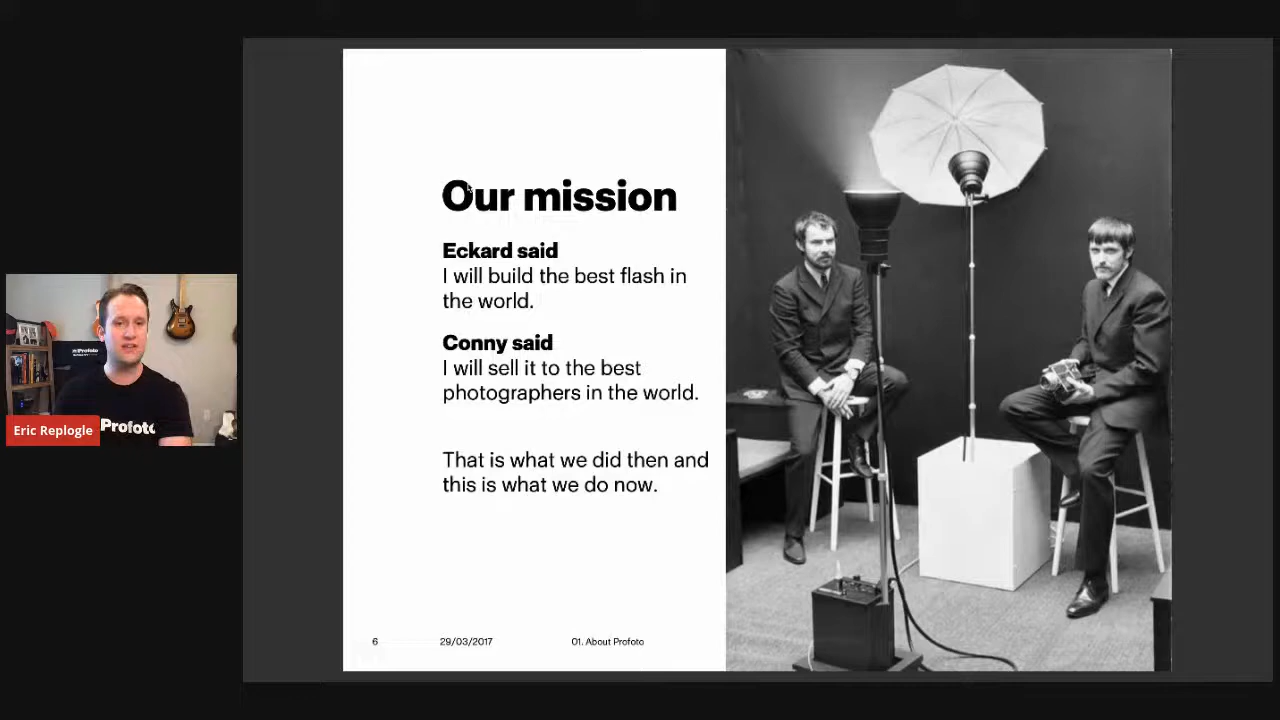 Our mission
Eckard said
I will build the best flash in
the world.
Conny said
I will sell it to the best
photographers in the world.
That is what we did then and
this is what we do now.
6 29/03/2017 01. About Profoto
Profoto
Profoto
Eric Replogle